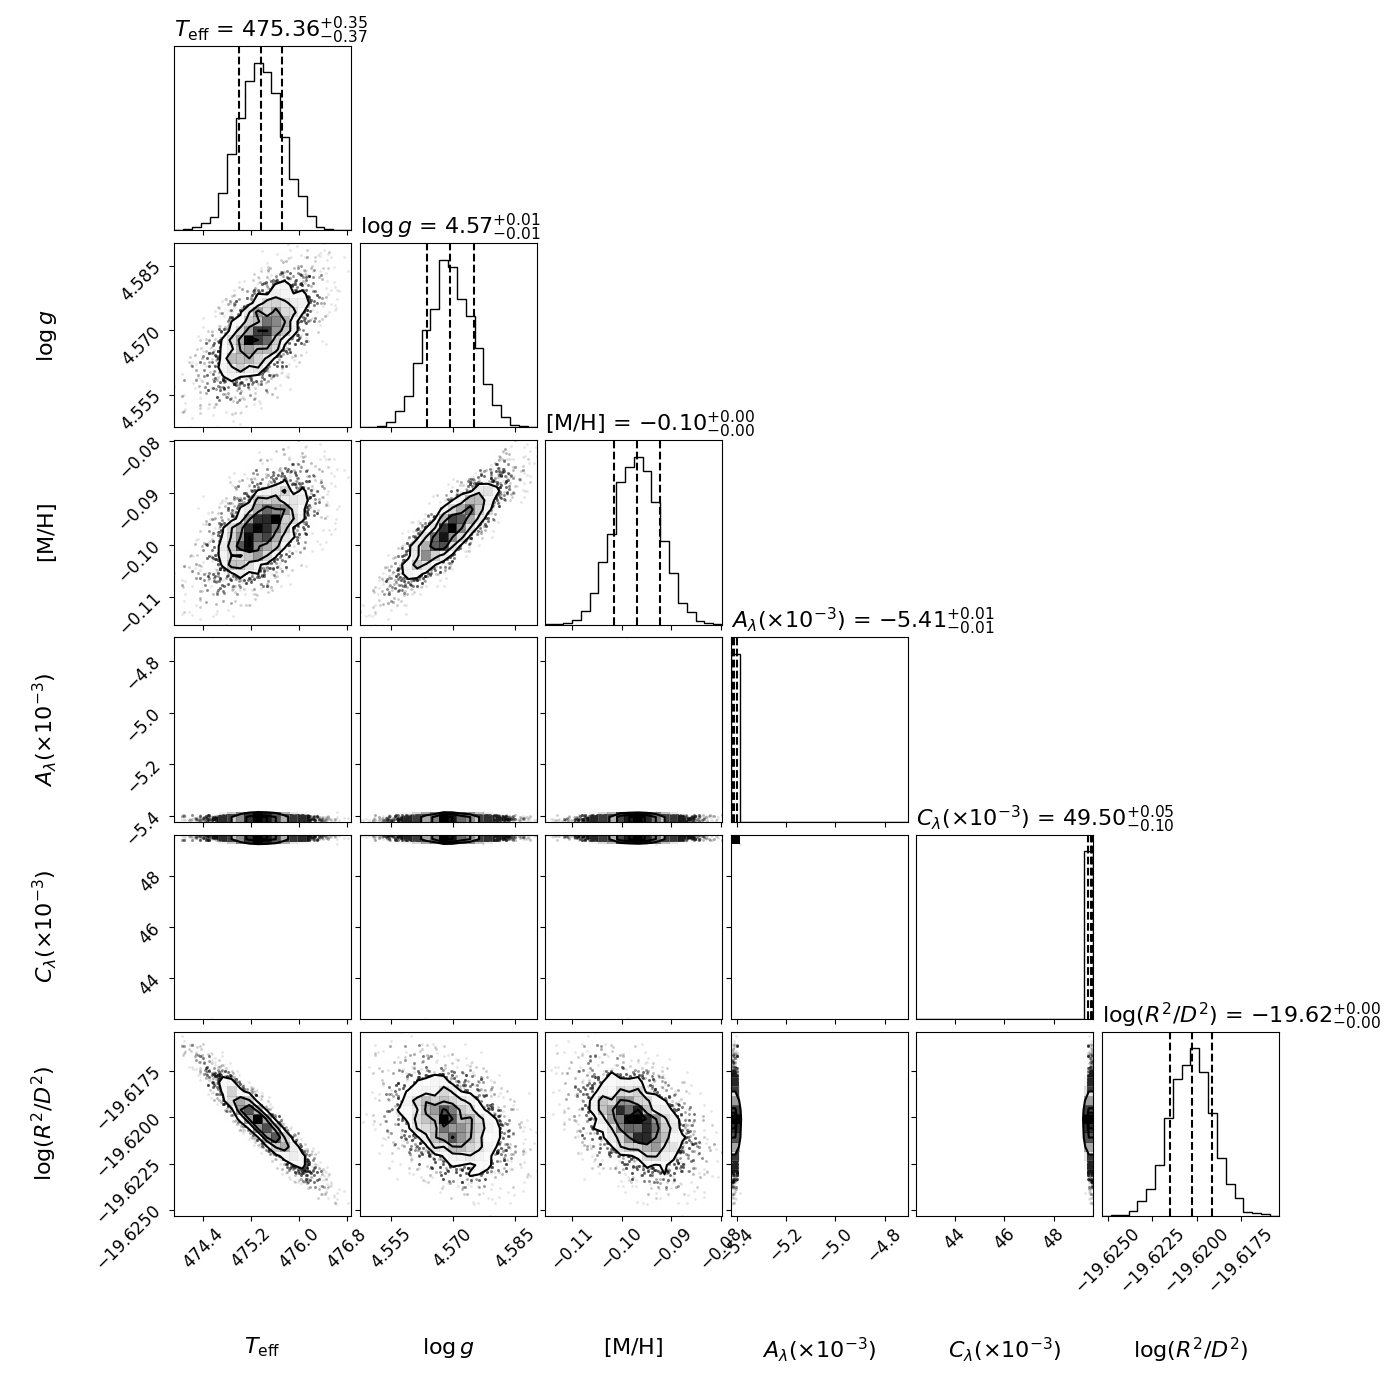 T_eff = 475.36 +0.35 −0.37
log g = 4.57 +0.01 −0.01
4.585
4.570
4.555
log g
[M/H] = −0.10 +0.00 −0.00
−0.08
−0.09
−0.10
−0.11
[M/H]
A_λ(×10^−3) = −5.41 +0.01 −0.01
−4.8
−5.0
−5.2
−5.4
A_λ(×10^−3)
C_λ(×10^−3) = 49.50 +0.05 −0.10
48
46
44
C_λ(×10^−3)
log(R^2/D^2) = −19.62 +0.00 −0.00
−19.6175
−19.6200
−19.6225
−19.6250
log(R^2/D^2)
474.4 475.2 476.0 476.8 4.555 4.570 4.585 −0.11 −0.10 −0.09 −0.08 −5.4 −5.2 −5.0 −4.8 44 46 48 −19.6250 −19.6225 −19.6200 −19.6175
T_eff log g [M/H] A_λ(×10^−3) C_λ(×10^−3) log(R^2/D^2)